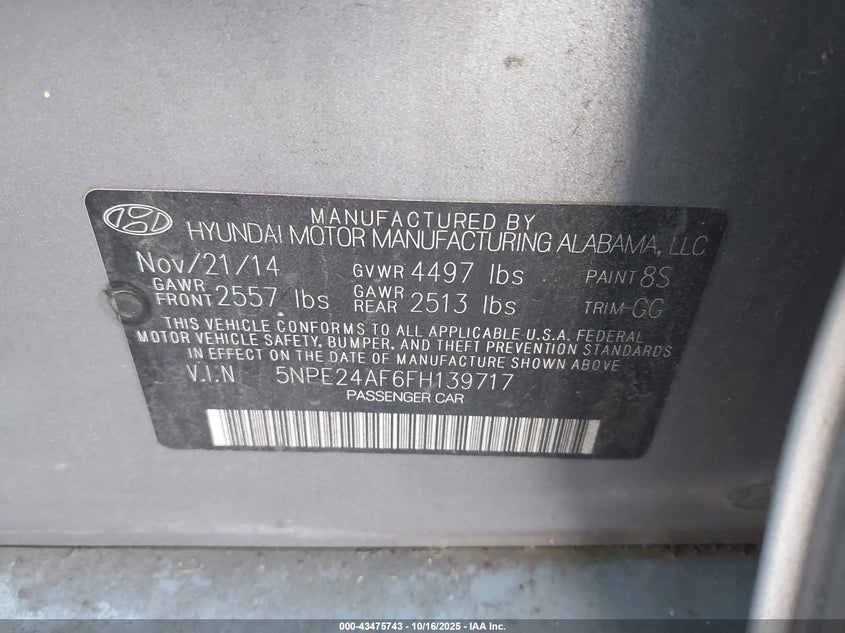 MANUFACTURED BY
HYUNDAI MOTOR MANUFACTURING ALABAMA, LLC
Nov/21/14 GVWR 4497 lbs PAINT 8S
GAWR FRONT 2557 lbs GAWR REAR 2513 lbs TRIM GG
THIS VEHICLE CONFORMS TO ALL APPLICABLE U.S.A. FEDERAL
MOTOR VEHICLE SAFETY, BUMPER, AND THEFT PREVENTION STANDARDS
IN EFFECT ON THE DATE OF MANUFACTURE SHOWN ABOVE
V.I.N 5NPE24AF6FH139717
PASSENGER CAR
000-43475743 - 10/16/2025 - IAA Inc.